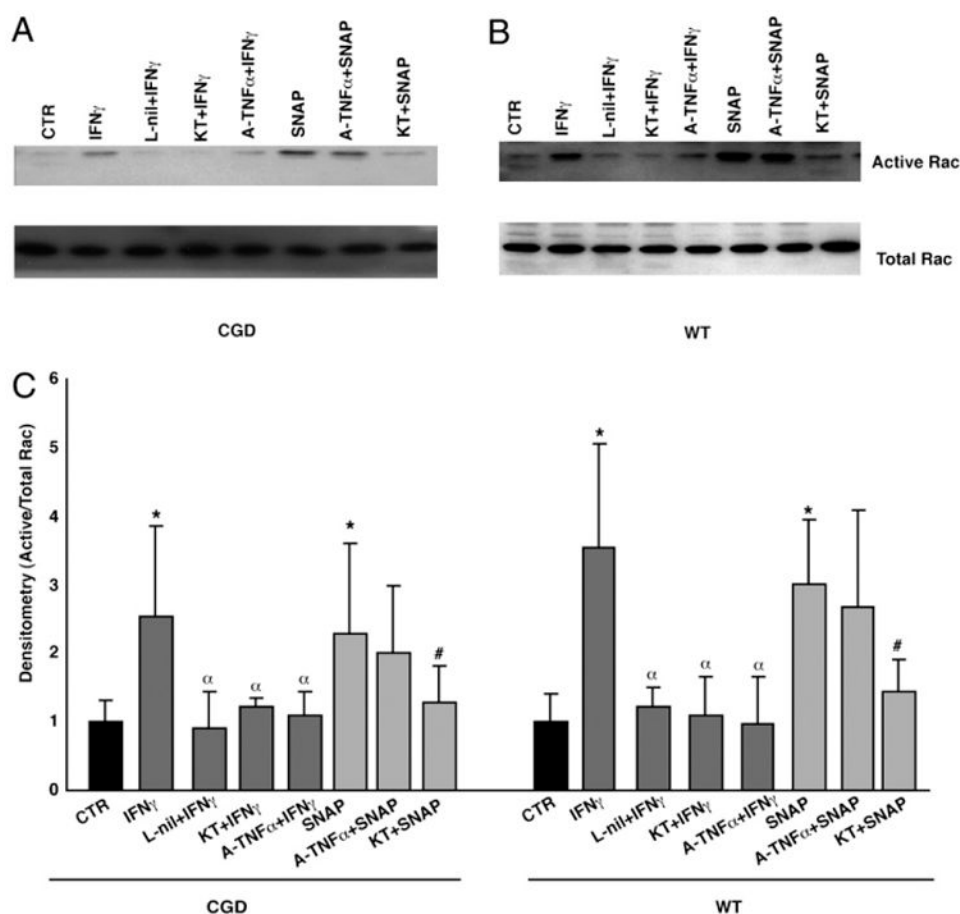 A
CTR
IFNγ
L-nil+IFNγ
KT+IFNγ
A-TNFα+IFNγ
SNAP
A-TNFα+SNAP
KT+SNAP
CGD
B
CTR
IFNγ
L-nil+IFNγ
KT+IFNγ
A-TNFα+IFNγ
SNAP
A-TNFα+SNAP
KT+SNAP
Active Rac
Total Rac
WT
C
Densitometry (Active/Total Rac)
6
5
4
3
2
1
0
*
α
α
α
*
#
*
α
α
α
*
#
CTR
IFNγ
L-nil+IFNγ
KT+IFNγ
A-TNFα+IFNγ
SNAP
A-TNFα+SNAP
KT+SNAP
CGD
CTR
IFNγ
L-nil+IFNγ
KT+IFNγ
A-TNFα+IFNγ
SNAP
A-TNFα+SNAP
KT+SNAP
WT